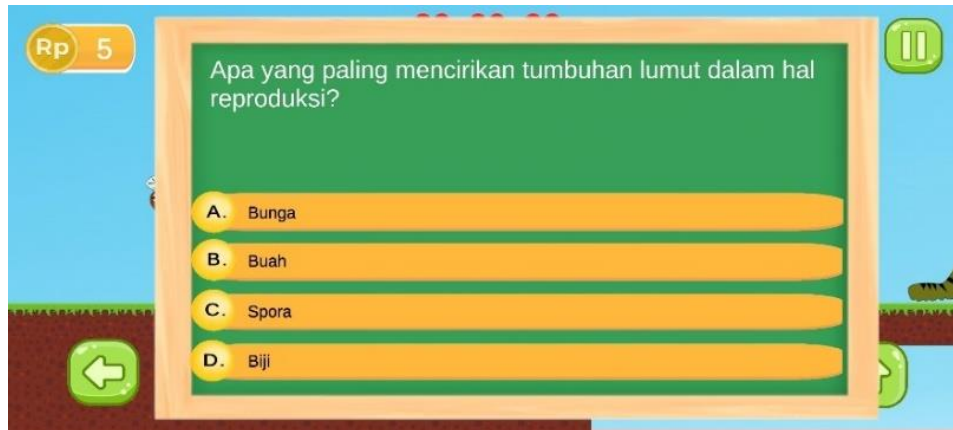 Rp 5
Apa yang paling mencirikan tumbuhan lumut dalam hal
reproduksi?
A. Bunga
B. Buah
C. Spora
D. Biji